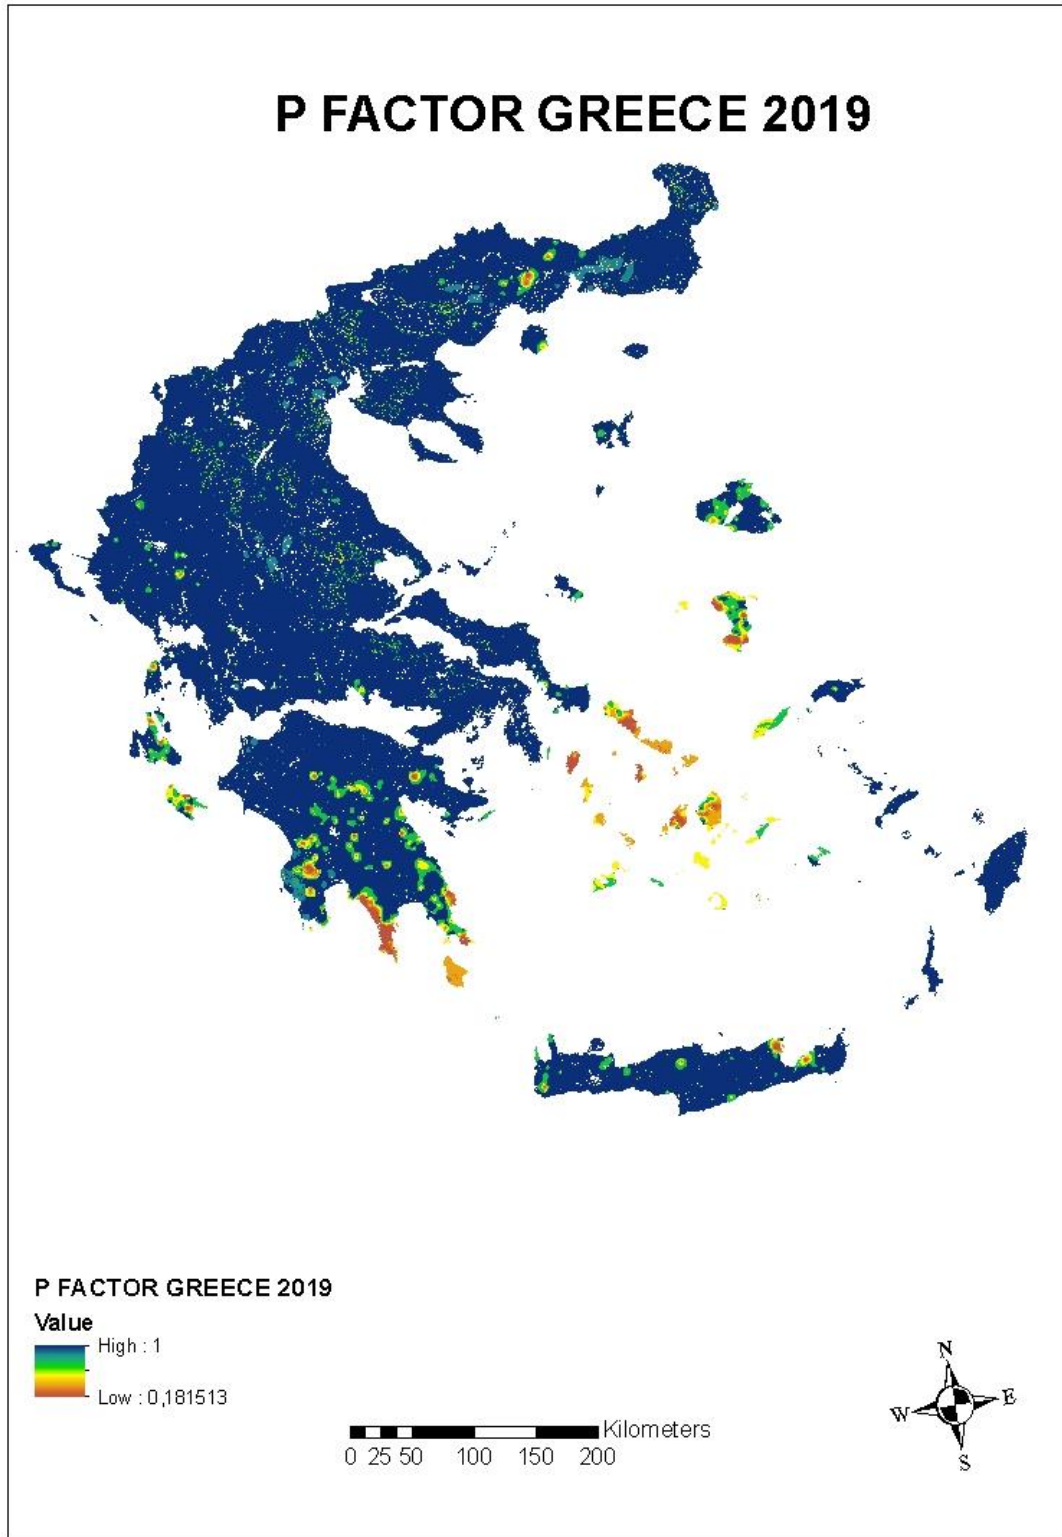 P FACTOR GREECE 2019
P FACTOR GREECE 2019
Value
High : 1
Low : 0,181513
Kilometers
0 25 50 100 150 200
N
W E
S